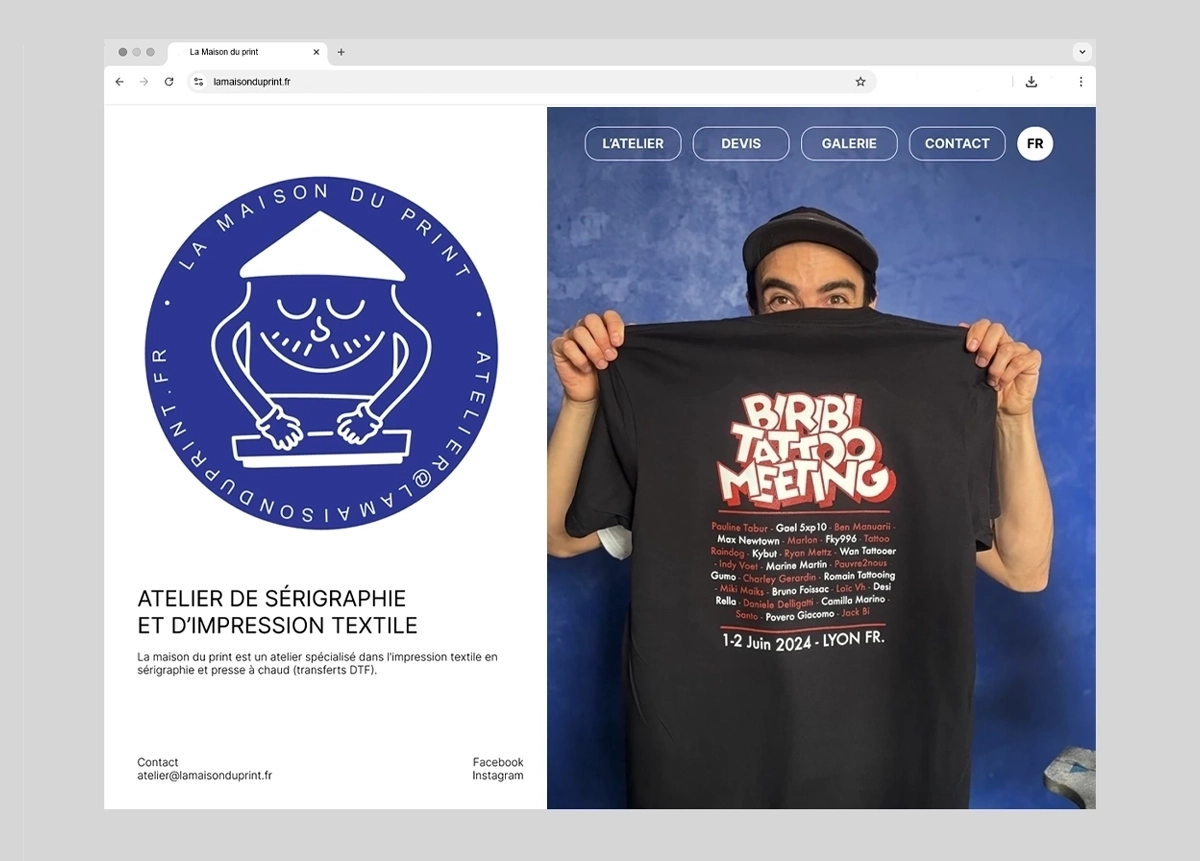 La Maison du print
lamaisonduprint.fr
L'ATELIER
DEVIS
GALERIE
CONTACT
FR
LA MAISON DU PRINT
• ATELIER@LAMAISONDUPRINT.FR •
ATELIER DE SÉRIGRAPHIE
ET D'IMPRESSION TEXTILE
La maison du print est un atelier spécialisé dans l'impression textile en
sérigraphie et presse à chaud (transferts DTF).
Contact
atelier@lamaisonduprint.fr
Facebook
Instagram
BIRIBI
TATTOO
MEETING
Pauline Tabur - Gael 5xp10 - Ben Manuarii -
Max Newtown - Marlon - Fky996 - Tattoo
Raindog - Kybut - Ryan Mettz - Wan Tattooer
- Indy Voet - Marine Martin - Pauvre2nous -
Gumo - Charley Gerardin - Romain Tattooing
- Miki Maiks - Bruno Foissac - Loïc Vh - Desi
Rella - Daniele Delligatti - Camilla Marino -
Santo - Povero Giacomo - Jack Bi
1-2 Juin 2024 - LYON FR.